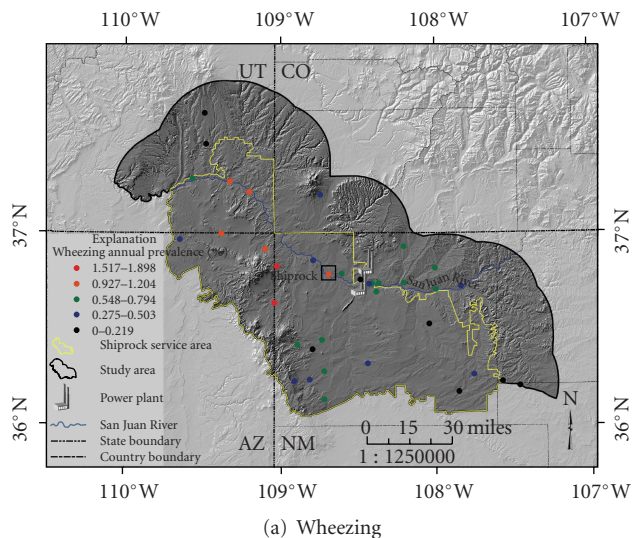 110°W 109°W 108°W 107°W
UT CO
37°N
37°N
Explanation
Wheezing annual prevalence (%)
1.517–1.898
0.927–1.204
0.548–0.794
0.275–0.503
0–0.219
Shiprock service area
Study area
Power plant
San Juan River
State boundary
Country boundary
Shiprock
San Juan River
36°N
36°N
AZ NM
N
0 15 30 miles
1 : 1250000
110°W 109°W 108°W 107°W
(a) Wheezing